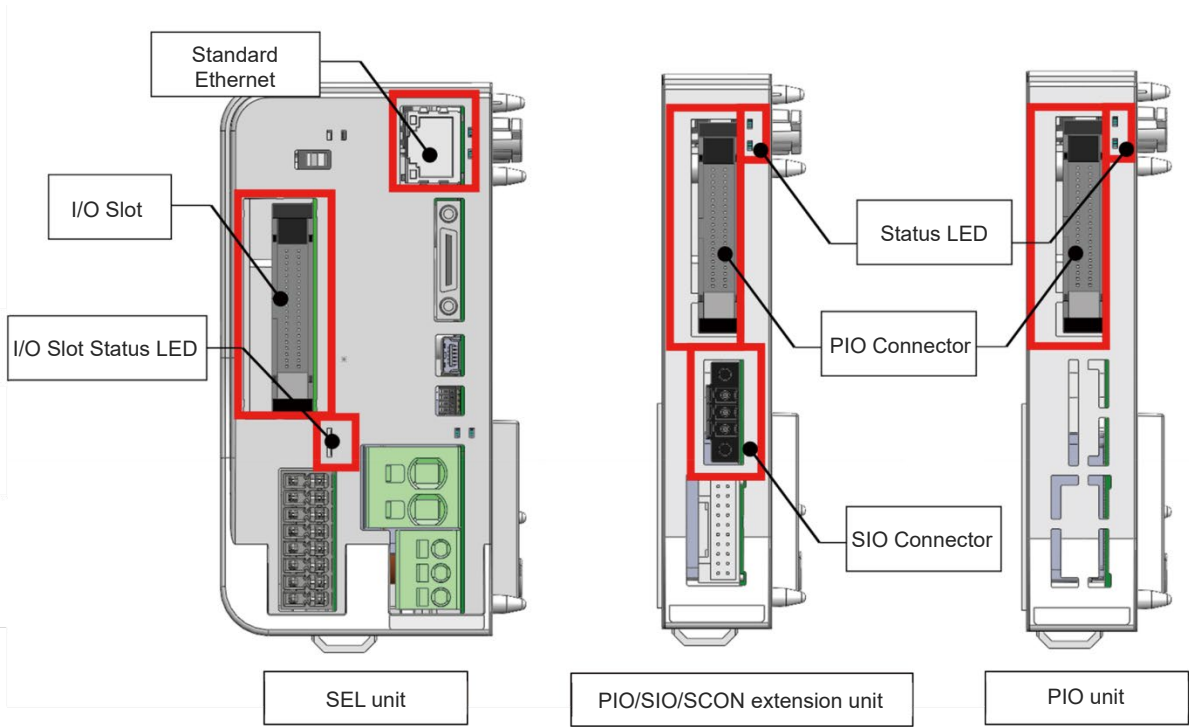 Standard
Ethernet
I/O Slot
I/O Slot Status LED
Status LED
PIO Connector
SIO Connector
SEL unit
PIO/SIO/SCON extension unit
PIO unit